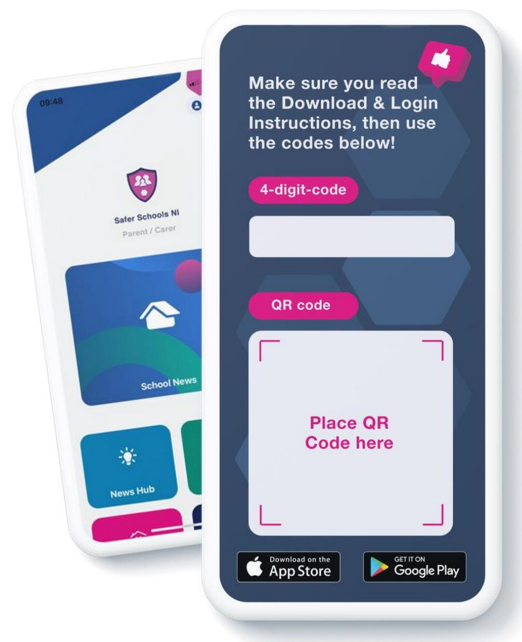 09:48
Safer Schools NI
Parent / Carer
School News
News Hub
Make sure you read
the Download & Login
Instructions, then use
the codes below!
4-digit-code
QR code
Place QR
Code here
Download on the
App Store
GET IT ON
Google Play